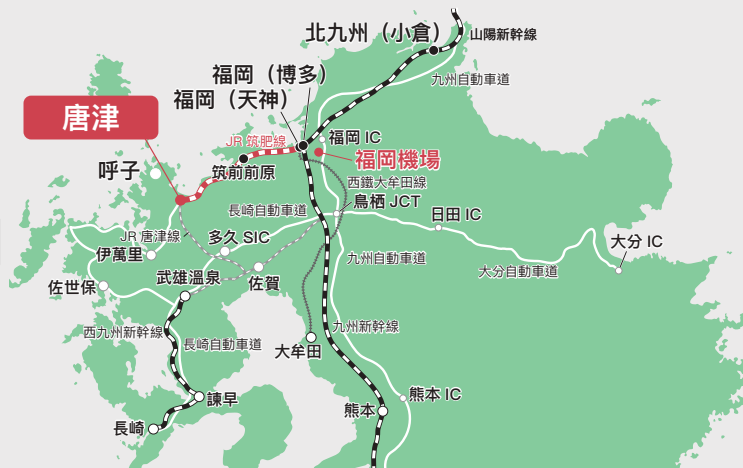 北九州（小倉）
山陽新幹線
福岡（博多）
九州自動車道
福岡（天神）
唐津
JR 筑肥線
福岡 IC
福岡機場
呼子
筑前前原
西鐵大牟田線
鳥栖 JCT
長崎自動車道
日田 IC
JR 唐津線
多久 SIC
大分 IC
伊萬里
九州自動車道
大分自動車道
武雄溫泉
佐賀
佐世保
西九州新幹線
九州新幹線
長崎自動車道
大牟田
諫早
熊本 IC
熊本
長崎